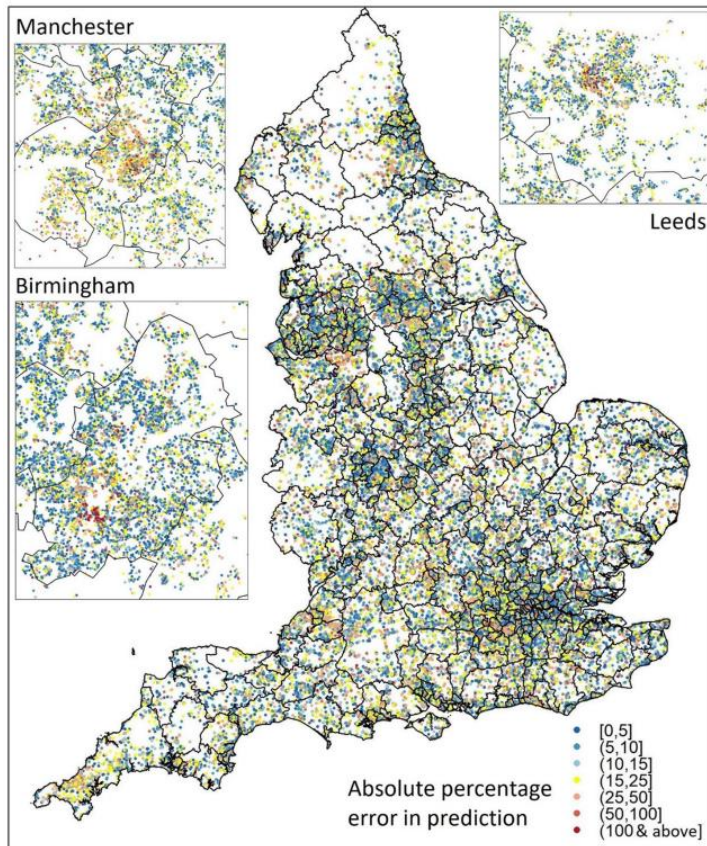 Manchester
Leeds
Birmingham
Absolute percentage
error in prediction
[0,5]
(5,10]
(10,15]
(15,25]
(25,50]
(50,100]
(100 & above]